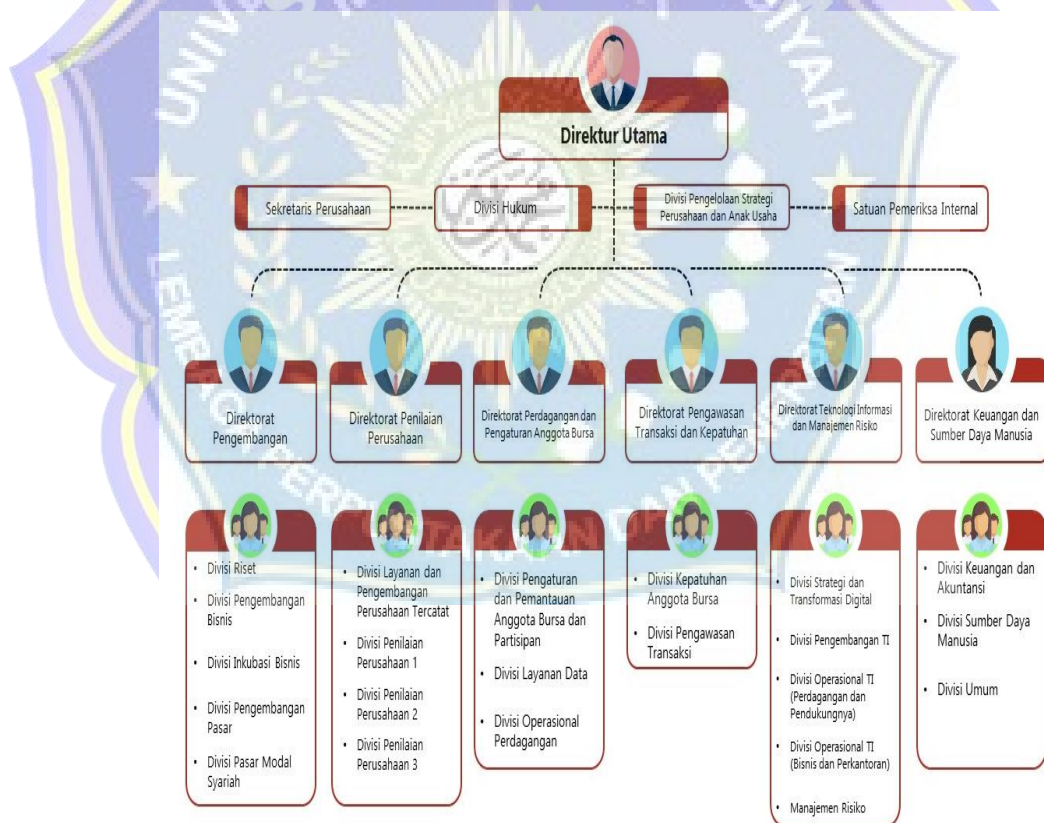 Direktur Utama
Sekretaris Perusahaan
Divisi Hukum
Divisi Pengelolaan Strategi
Perusahaan dan Anak Usaha
Satuan Pemeriksa Internal
Direktorat
Pengembangan
Direktorat Penilaian
Perusahaan
Direktorat Perdagangan dan
Pengaturan Anggota Bursa
Direktorat Pengawasan
Transaksi dan Kepatuhan
Direktorat Teknologi Informasi
dan Manajemen Risiko
Direktorat Keuangan dan
Sumber Daya Manusia
• Divisi Riset
• Divisi Pengembangan
Bisnis
• Divisi Inkubasi Bisnis
• Divisi Pengembangan
Pasar
• Divisi Pasar Modal
Syariah
• Divisi Layanan dan
Pengembangan
Perusahaan Tercatat
• Divisi Penilaian
Perusahaan 1
• Divisi Penilaian
Perusahaan 2
• Divisi Penilaian
Perusahaan 3
• Divisi Pengaturan
dan Pemantauan
Anggota Bursa dan
Partisipan
• Divisi Layanan Data
• Divisi Operasional
Perdagangan
• Divisi Kepatuhan
Anggota Bursa
• Divisi Pengawasan
Transaksi
• Divisi Strategi dan
Transformasi Digital
• Divisi Pengembangan TI
• Divisi Operasional TI
(Perdagangan dan
Pendukungnya)
• Divisi Operasional TI
(Bisnis dan Perkantoran)
• Manajemen Risiko
• Divisi Keuangan dan
Akuntansi
• Divisi Sumber Daya
Manusia
• Divisi Umum